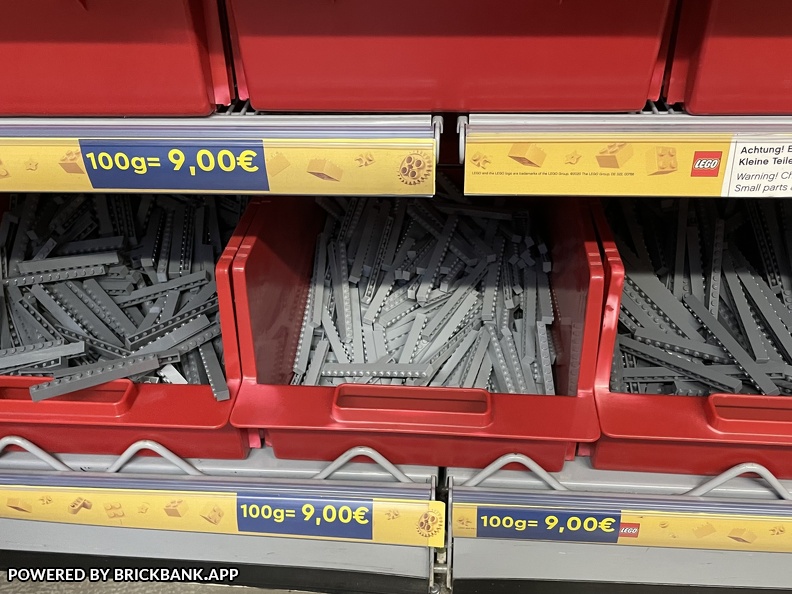 100g= 9,00€
LEGO
Achtung! E
Kleine Teile
Warning! Ch
Small parts
100g= 9,00€
100g= 9,00€
LEGO
POWERED BY BRICKBANK.APP